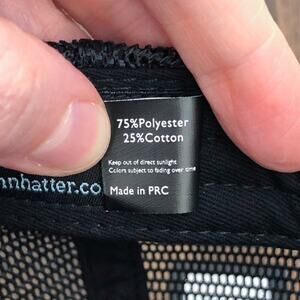 75%Polyester
25%Cotton
Keep out of direct sunlight
Colors subject to fading over time
nnhatter.co
Made in PRC